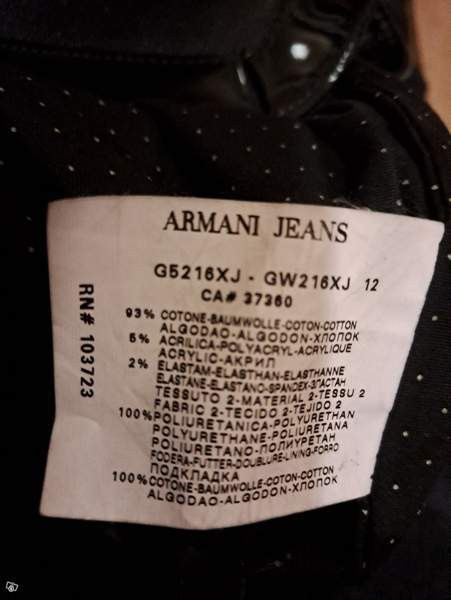 ARMANI JEANS
G5216XJ - GW216XJ 12
CA# 37360
RN# 103723
93% COTONE-BAUMWOLLE-COTON-COTTON
ALGODAO-ALGODON-ХЛОПОК
5% ACRILICA-POLYACRYL-ACRYLIQUE
ACRYLIC-АКРИЛ
2% ELASTAM-ELASTHAN-ELASTHANNE
ELASTANE-ELASTANO-SPANDEX-ЭЛАСТАН
TESSUTO 2-MATERIAL 2-TESSU 2
FABRIC 2-TECIDO 2-TEJIDO 2
100% POLIURETANICA-POLYURETHAN
POLYURETHANE-POLIURETANA
POLIURETANO-ПОЛИУРЕТАН
FODERA-FUTTER-DOUBLURE-LINING-FORRO
ПОДКЛАДКА
100% COTONE-BAUMWOLLE-COTON-COTTON
ALGODAO-ALGODON-ХЛОПОК